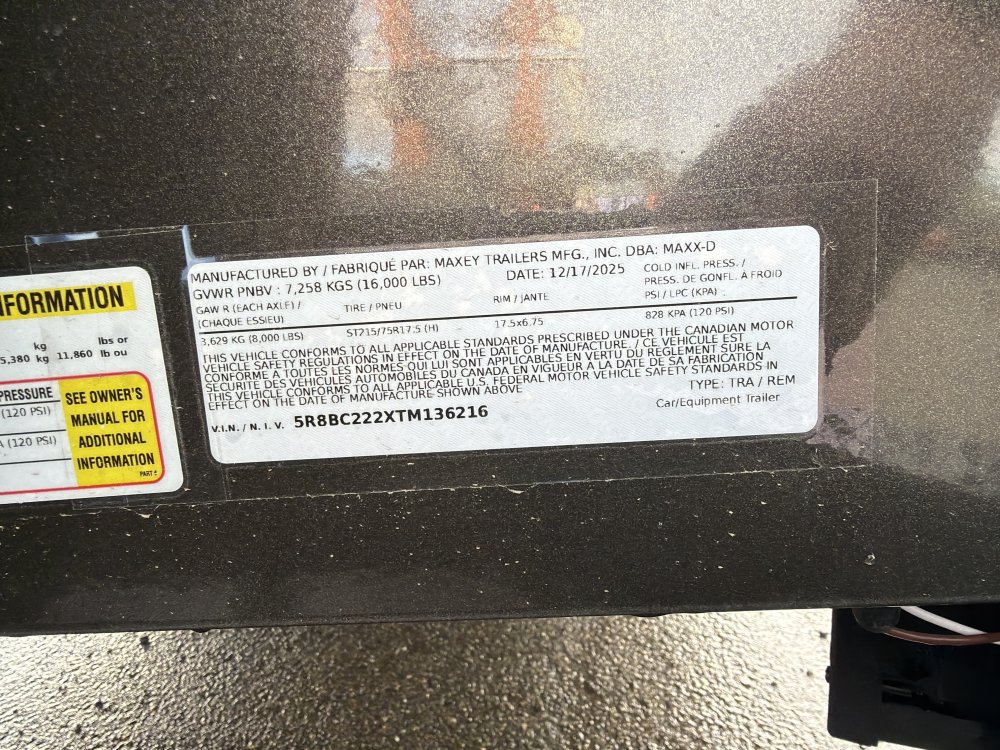 MANUFACTURED BY / FABRIQUÉ PAR: MAXEY TRAILERS MFG., INC. DBA: MAXX-D
GVWR PNBV : 7,258 KGS (16,000 LBS)
DATE: 12/17/2025
COLD INFL. PRESS. /
PRESS. DE GONFL. À FROID
PSI / LPC (KPA)
GAW R (EACH AXLE) /
(CHAQUE ESSIEU)
TIRE / PNEU
RIM / JANTE
3,629 KG (8,000 LBS)
ST215/75R17.5 (H)
17.5x6.75
828 KPA (120 PSI)
THIS VEHICLE CONFORMS TO ALL APPLICABLE STANDARDS PRESCRIBED UNDER THE CANADIAN MOTOR
VEHICLE SAFETY REGULATIONS IN EFFECT ON THE DATE OF MANUFACTURE. / CE VÉHICULE EST
CONFORME A TOUTES LES NORMES QUI LUI SONT APPLICABLES EN VERTU DU RÈGLEMENT SUR LA
SÉCURITÉ DES VÉHICULES AUTOMOBILES DU CANADA EN VIGUEUR A LA DATE DE SA FABRICATION
THIS VEHICLE CONFORMS TO ALL APPLICABLE U.S. FEDERAL MOTOR VEHICLE SAFETY STANDARDS IN
EFFECT ON THE DATE OF MANUFACTURE SHOWN ABOVE
TYPE: TRA / REM
V.I.N. / N. I. V. 5R8BC222XTM136216
Car/Equipment Trailer
NFORMATION
kg lbs or
5,380 kg 11,860 lb ou
PRESSURE
(120 PSI)
A (120 PSI)
SEE OWNER'S
MANUAL FOR
ADDITIONAL
INFORMATION
PART #